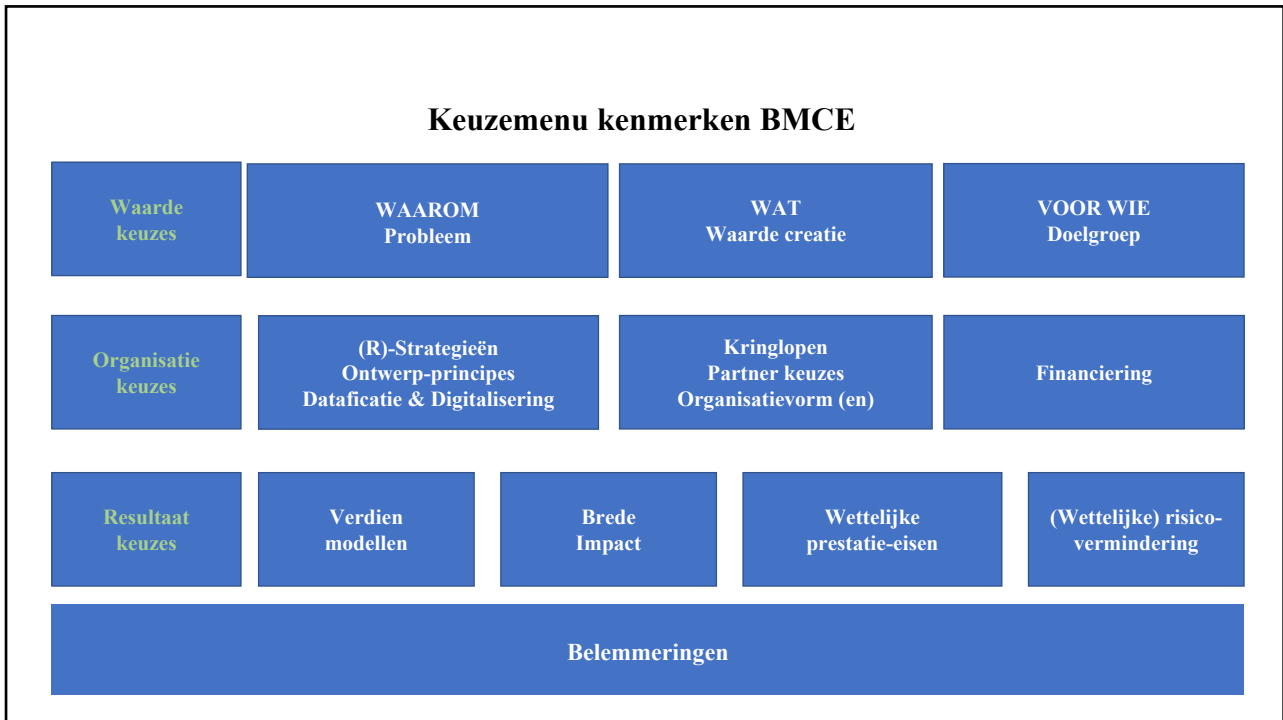 Keuzemenu kenmerken BMCE
Waarde
keuzes
WAAROM
Probleem
WAT
Waarde creatie
VOOR WIE
Doelgroep
Organisatie
keuzes
(R)-Strategieën
Ontwerp-principes
Dataficatie & Digitalisering
Kringlopen
Partner keuzes
Organisatievorm (en)
Financiering
Resultaat
keuzes
Verdien
modellen
Brede
Impact
Wettelijke
prestatie-eisen
(Wettelijke) risico-
vermindering
Belemmeringen